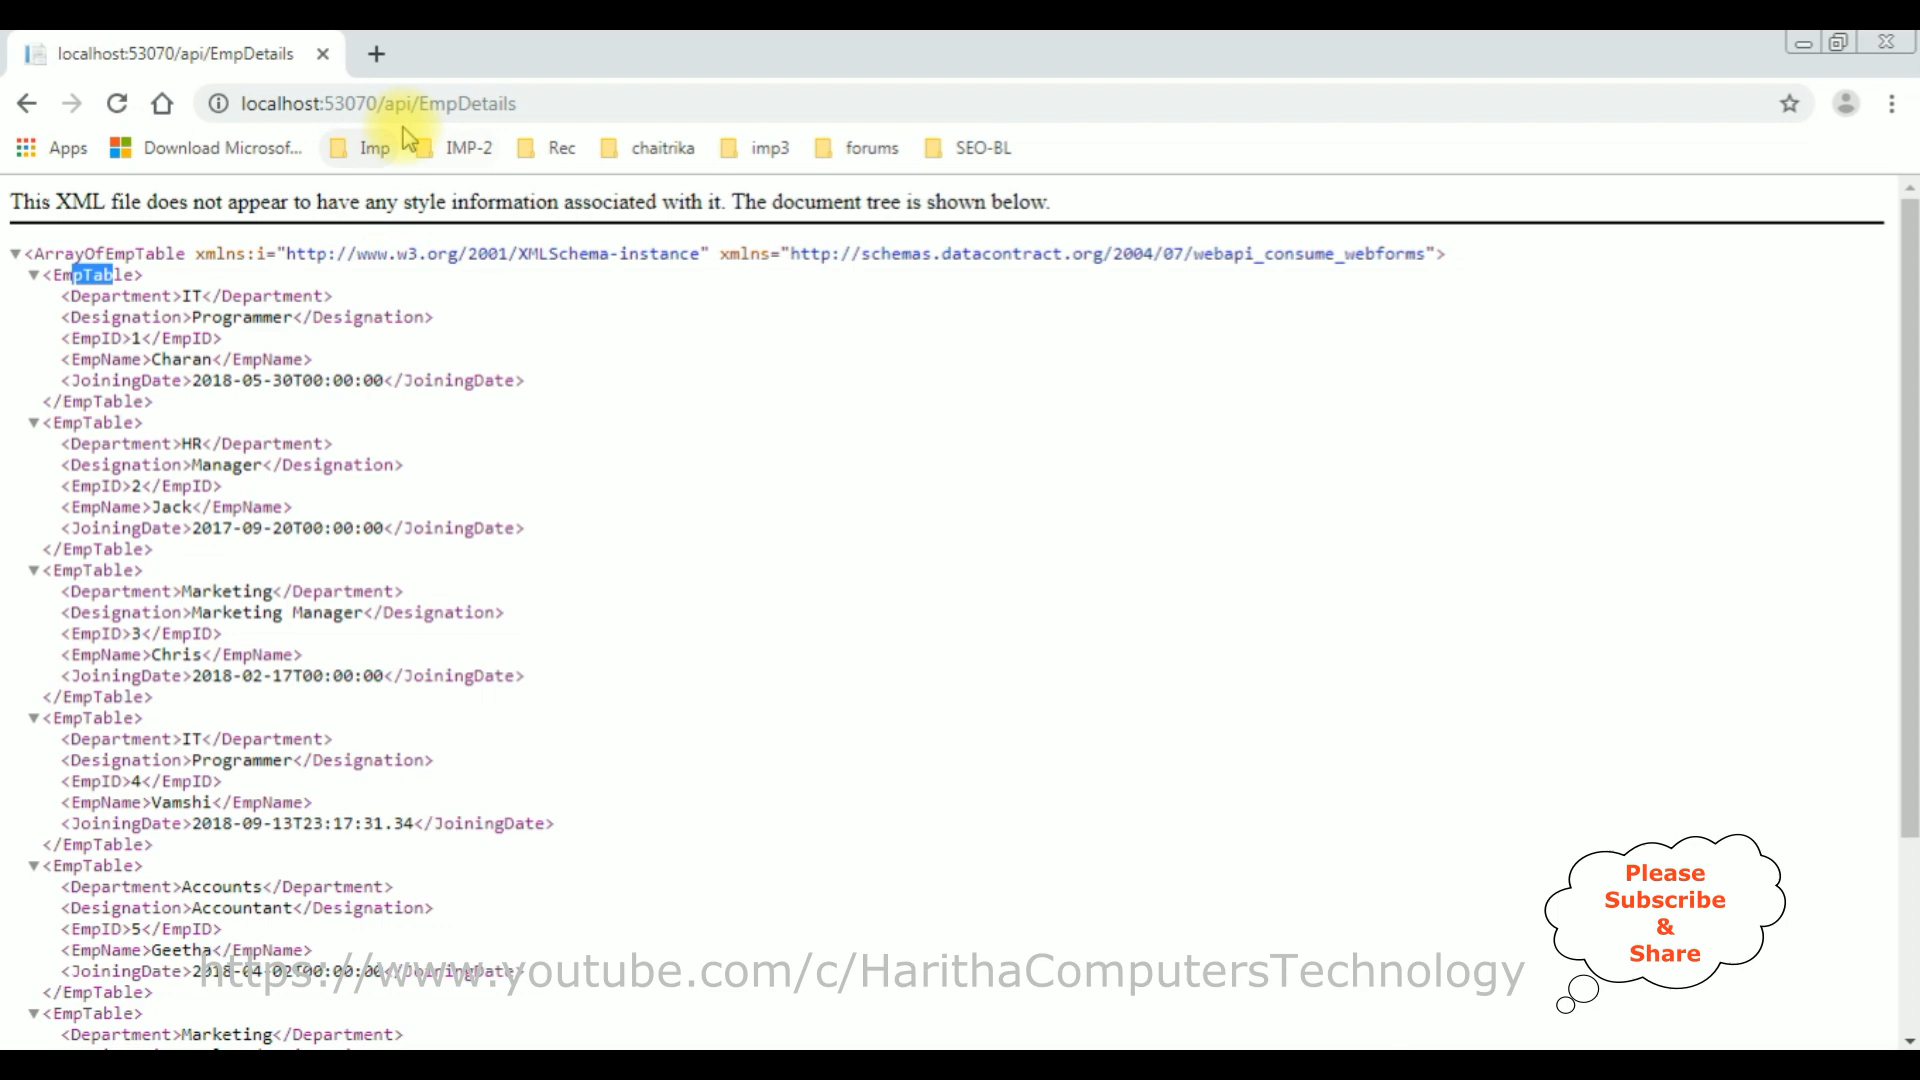 localhost:53070/api/EmpDetails
localhost:53070/api/EmpDetails
Apps Download Microsof... Imp IMP-2 Rec chaitrika imp3 forums SEO-BL
This XML file does not appear to have any style information associated with it. The document tree is shown below.
<ArrayOfEmpTable xmlns:i="http://www.w3.org/2001/XMLSchema-instance" xmlns="http://schemas.datacontract.org/2004/07/webapi_consume_webforms">
<EmpTable>
<Department>IT</Department>
<Designation>Programmer</Designation>
<EmpID>1</EmpID>
<EmpName>Charan</EmpName>
<JoiningDate>2018-05-30T00:00:00</JoiningDate>
</EmpTable>
<EmpTable>
<Department>HR</Department>
<Designation>Manager</Designation>
<EmpID>2</EmpID>
<EmpName>Jack</EmpName>
<JoiningDate>2017-09-20T00:00:00</JoiningDate>
</EmpTable>
<EmpTable>
<Department>Marketing</Department>
<Designation>Marketing Manager</Designation>
<EmpID>3</EmpID>
<EmpName>Chris</EmpName>
<JoiningDate>2018-02-17T00:00:00</JoiningDate>
</EmpTable>
<EmpTable>
<Department>IT</Department>
<Designation>Programmer</Designation>
<EmpID>4</EmpID>
<EmpName>Vamshi</EmpName>
<JoiningDate>2018-09-13T23:17:31.34</JoiningDate>
</EmpTable>
<EmpTable>
<Department>Accounts</Department>
<Designation>Accountant</Designation>
<EmpID>5</EmpID>
<EmpName>Geetha</EmpName>
<JoiningDate>2018-04-02T00:00:00</JoiningDate>
</EmpTable>
<EmpTable>
<Department>Marketing</Department>
https://www.youtube.com/c/HarithaComputersTechnology
Please
Subscribe
&
Share